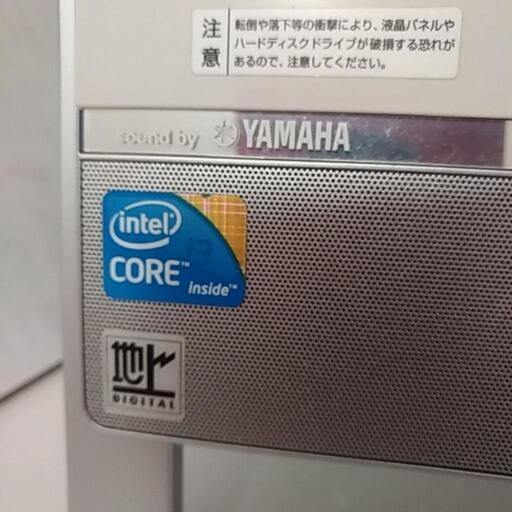 注意
転倒や落下等の衝撃により、液晶パネルや
ハードディスクドライブが破損する恐れが
あるので、注意してください。
sound by YAMAHA
intel
CORE™ i3
inside™
地上
DIGITAL